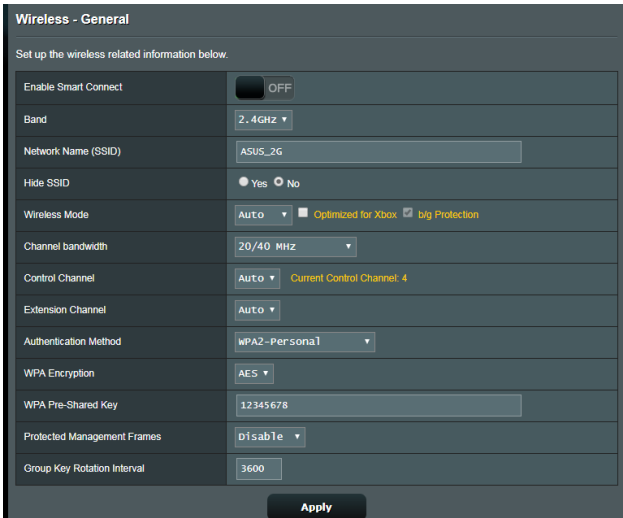 Wireless - General
Set up the wireless related information below.
Enable Smart Connect OFF
Band 2.4GHz
Network Name (SSID) ASUS_2G
Hide SSID Yes No
Wireless Mode Auto Optimized for Xbox b/g Protection
Channel bandwidth 20/40 MHz
Control Channel Auto Current Control Channel: 4
Extension Channel Auto
Authentication Method WPA2-Personal
WPA Encryption AES
WPA Pre-Shared Key 12345678
Protected Management Frames Disable
Group Key Rotation Interval 3600
Apply